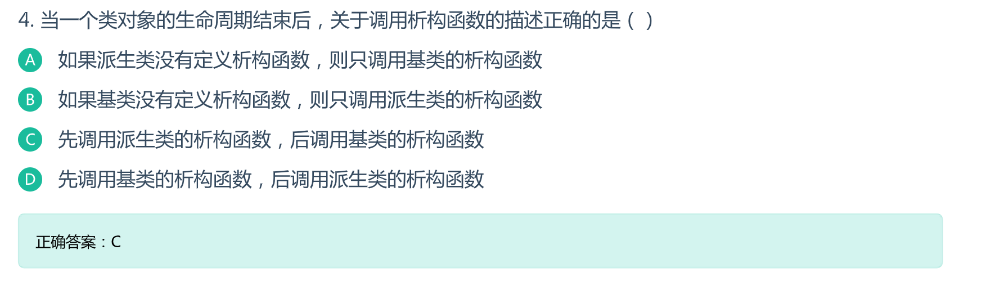 4. 当一个类对象的生命周期结束后，关于调用析构函数的描述正确的是（ ）
A 如果派生类没有定义析构函数，则只调用基类的析构函数
B 如果基类没有定义析构函数，则只调用派生类的析构函数
C 先调用派生类的析构函数，后调用基类的析构函数
D 先调用基类的析构函数，后调用派生类的析构函数
正确答案：C